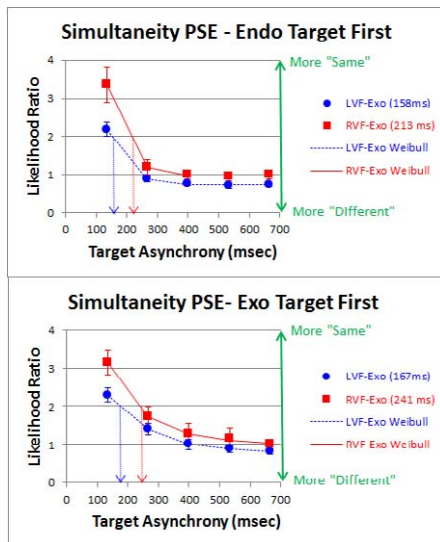 Simultaneity PSE - Endo Target First
More "Same"
4
3
2
1
0
Likelihood Ratio
LVF-Exo (158ms)
RVF-Exo (213 ms)
LVF-Exo Weibull
RVF-Exo Weibull
More "DIfferent"
0 100 200 300 400 500 600 700
Target Asynchrony (msec)
Simultaneity PSE- Exo Target First
More "Same"
4
3
2
1
0
Likelihood Ratio
LVF-Exo (167ms)
RVF-Exo (241 ms)
LVF-Exo Weibull
RVF Exo Weibull
More "Different"
0 100 200 300 400 500 600 700
Target Asynchrony (msec)